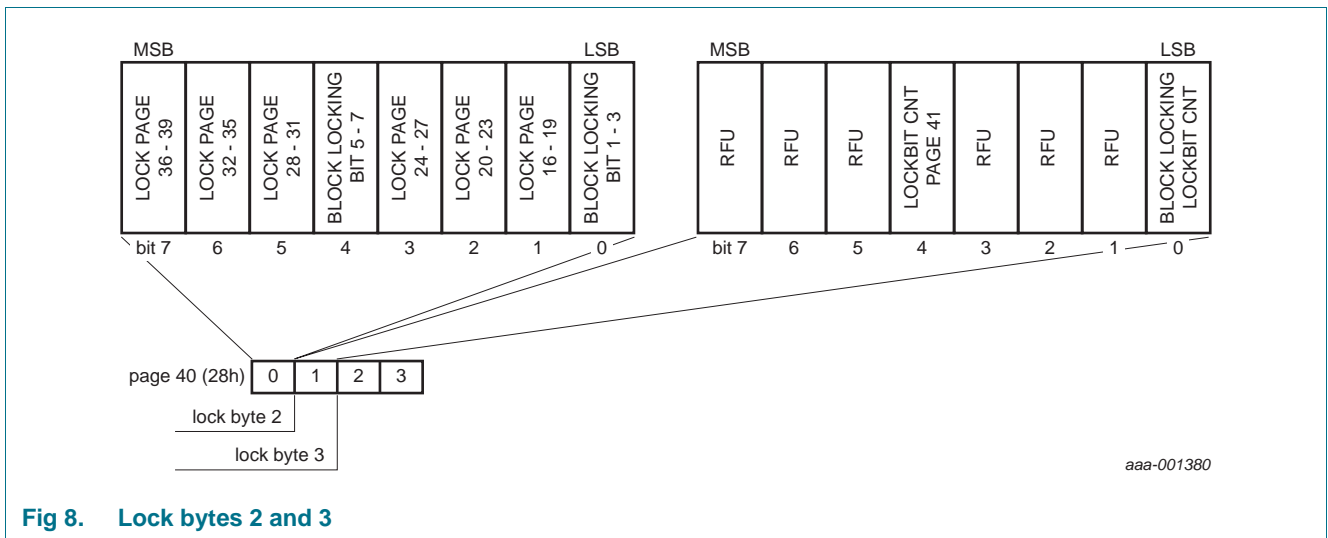 MSB LSB MSB LSB
LOCK PAGE
36 - 39
LOCK PAGE
32 - 35
LOCK PAGE
28 - 31
BLOCK LOCKING
BIT 5 - 7
LOCK PAGE
24 - 27
LOCK PAGE
20 - 23
LOCK PAGE
16 - 19
BLOCK LOCKING
BIT 1 - 3
RFU
RFU
RFU
LOCKBIT CNT
PAGE 41
RFU
RFU
RFU
BLOCK LOCKING
LOCKBIT CNT
bit 7 6 5 4 3 2 1 0 bit 7 6 5 4 3 2 1 0
page 40 (28h) 0 1 2 3
lock byte 2
lock byte 3
aaa-001380
Fig 8. Lock bytes 2 and 3